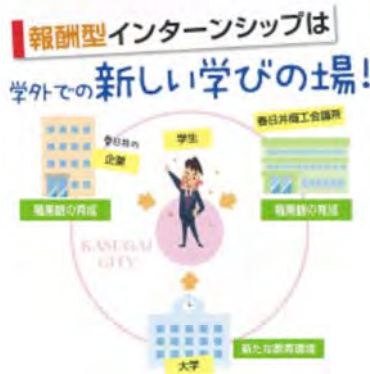 報酬型インターンシップは
学外での新しい学びの場!
春日井の
企業
学生
春日井商工会議所
職業観の育成
職業観の育成
KASUGAI
CITY
新たな教育環境
大学